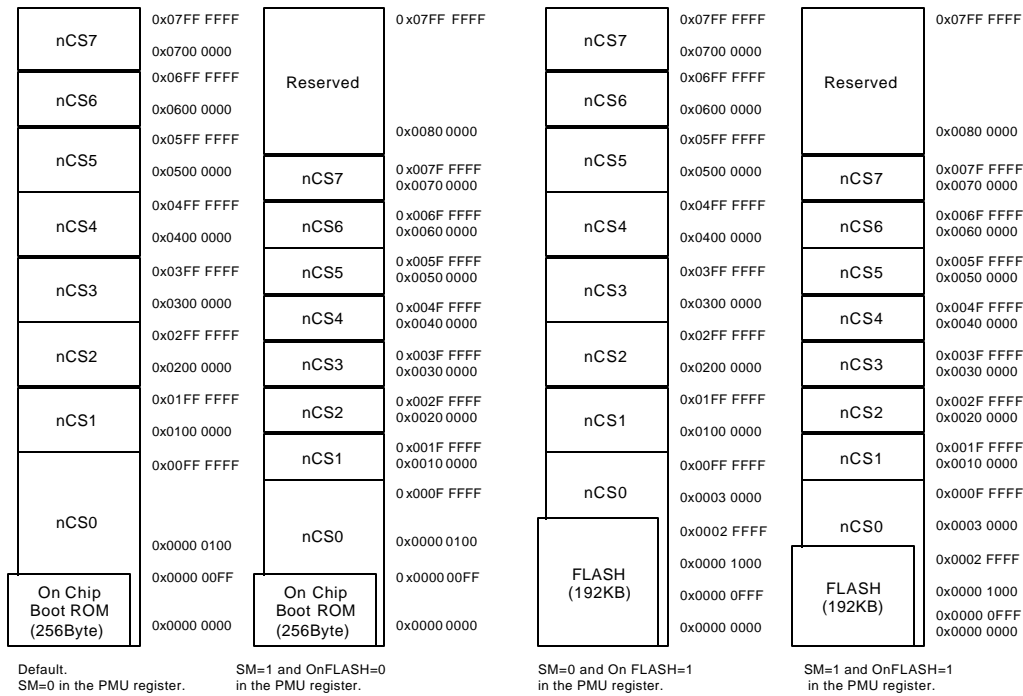 nCS7
0x07FF FFFF
0x0700 0000
nCS6
0x06FF FFFF
0x0600 0000
nCS5
0x05FF FFFF
0x0500 0000
nCS4
0x04FF FFFF
0x0400 0000
nCS3
0x03FF FFFF
0x0300 0000
nCS2
0x02FF FFFF
0x0200 0000
nCS1
0x01FF FFFF
0x0100 0000
nCS0
0x00FF FFFF
0x0000 0100
On Chip
Boot ROM
(256Byte)
0x0000 00FF
0x0000 0000
Default.
SM=0 in the PMU register.
Reserved
0x07FF FFFF
0x0080 0000
nCS7
0x007F FFFF
0x0070 0000
nCS6
0x006F FFFF
0x0060 0000
nCS5
0x005F FFFF
0x0050 0000
nCS4
0x004F FFFF
0x0040 0000
nCS3
0x003F FFFF
0x0030 0000
nCS2
0x002F FFFF
0x0020 0000
nCS1
0x001F FFFF
0x0010 0000
nCS0
0x000F FFFF
0x0000 0100
On Chip
Boot ROM
(256Byte)
0x0000 00FF
0x0000 0000
SM=1 and OnFLASH=0
in the PMU register.
nCS7
0x07FF FFFF
0x0700 0000
nCS6
0x06FF FFFF
0x0600 0000
nCS5
0x05FF FFFF
0x0500 0000
nCS4
0x04FF FFFF
0x0400 0000
nCS3
0x03FF FFFF
0x0300 0000
nCS2
0x02FF FFFF
0x0200 0000
nCS1
0x01FF FFFF
0x0100 0000
nCS0
0x00FF FFFF
0x0003 0000
FLASH
(192KB)
0x0002 FFFF
0x0000 1000
0x0000 0FFF
0x0000 0000
SM=0 and On FLASH=1
in the PMU register.
Reserved
0x07FF FFFF
0x0080 0000
nCS7
0x007F FFFF
0x0070 0000
nCS6
0x006F FFFF
0x0060 0000
nCS5
0x005F FFFF
0x0050 0000
nCS4
0x004F FFFF
0x0040 0000
nCS3
0x003F FFFF
0x0030 0000
nCS2
0x002F FFFF
0x0020 0000
nCS1
0x001F FFFF
0x0010 0000
nCS0
0x000F FFFF
0x0003 0000
FLASH
(192KB)
0x0002 FFFF
0x0000 1000
0x0000 0FFF
0x0000 0000
SM=1 and OnFLASH=1
in the PMU register.